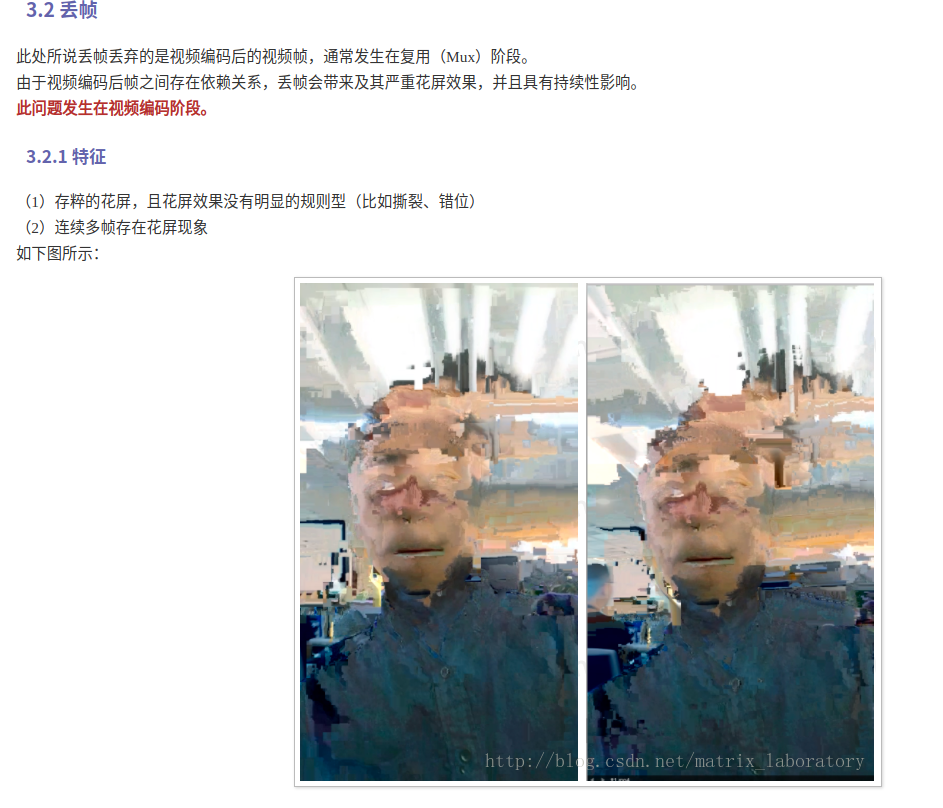 3.2 丢帧
此处所说丢帧丢弃的是视频编码后的视频帧，通常发生在复用（Mux）阶段。
由于视频编码后帧之间存在依赖关系，丢帧会带来及其严重花屏效果，并且具有持续性影响。
此问题发生在视频编码阶段。
3.2.1 特征
（1）存粹的花屏，且花屏效果没有明显的规则型（比如撕裂、错位）
（2）连续多帧存在花屏现象
如下图所示：
http://blog.csdn.net/matrix_laboratory